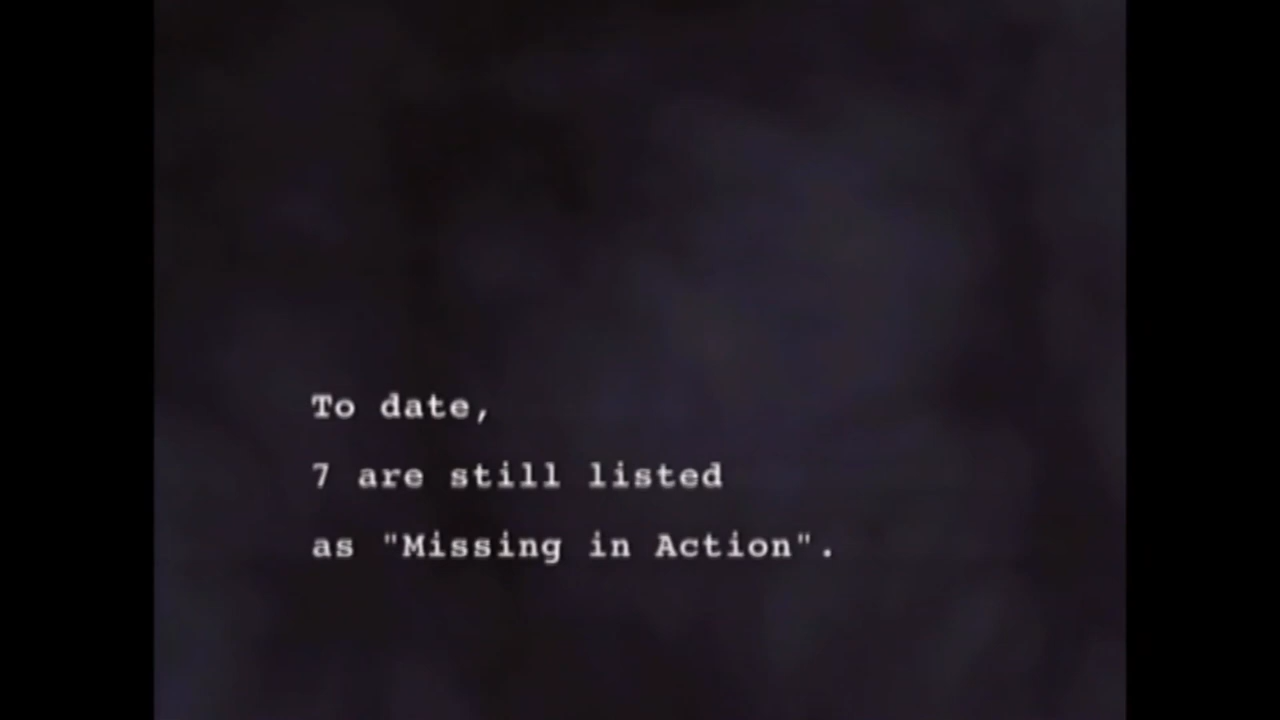 To date,
7 are still listed
as "Missing in Action".